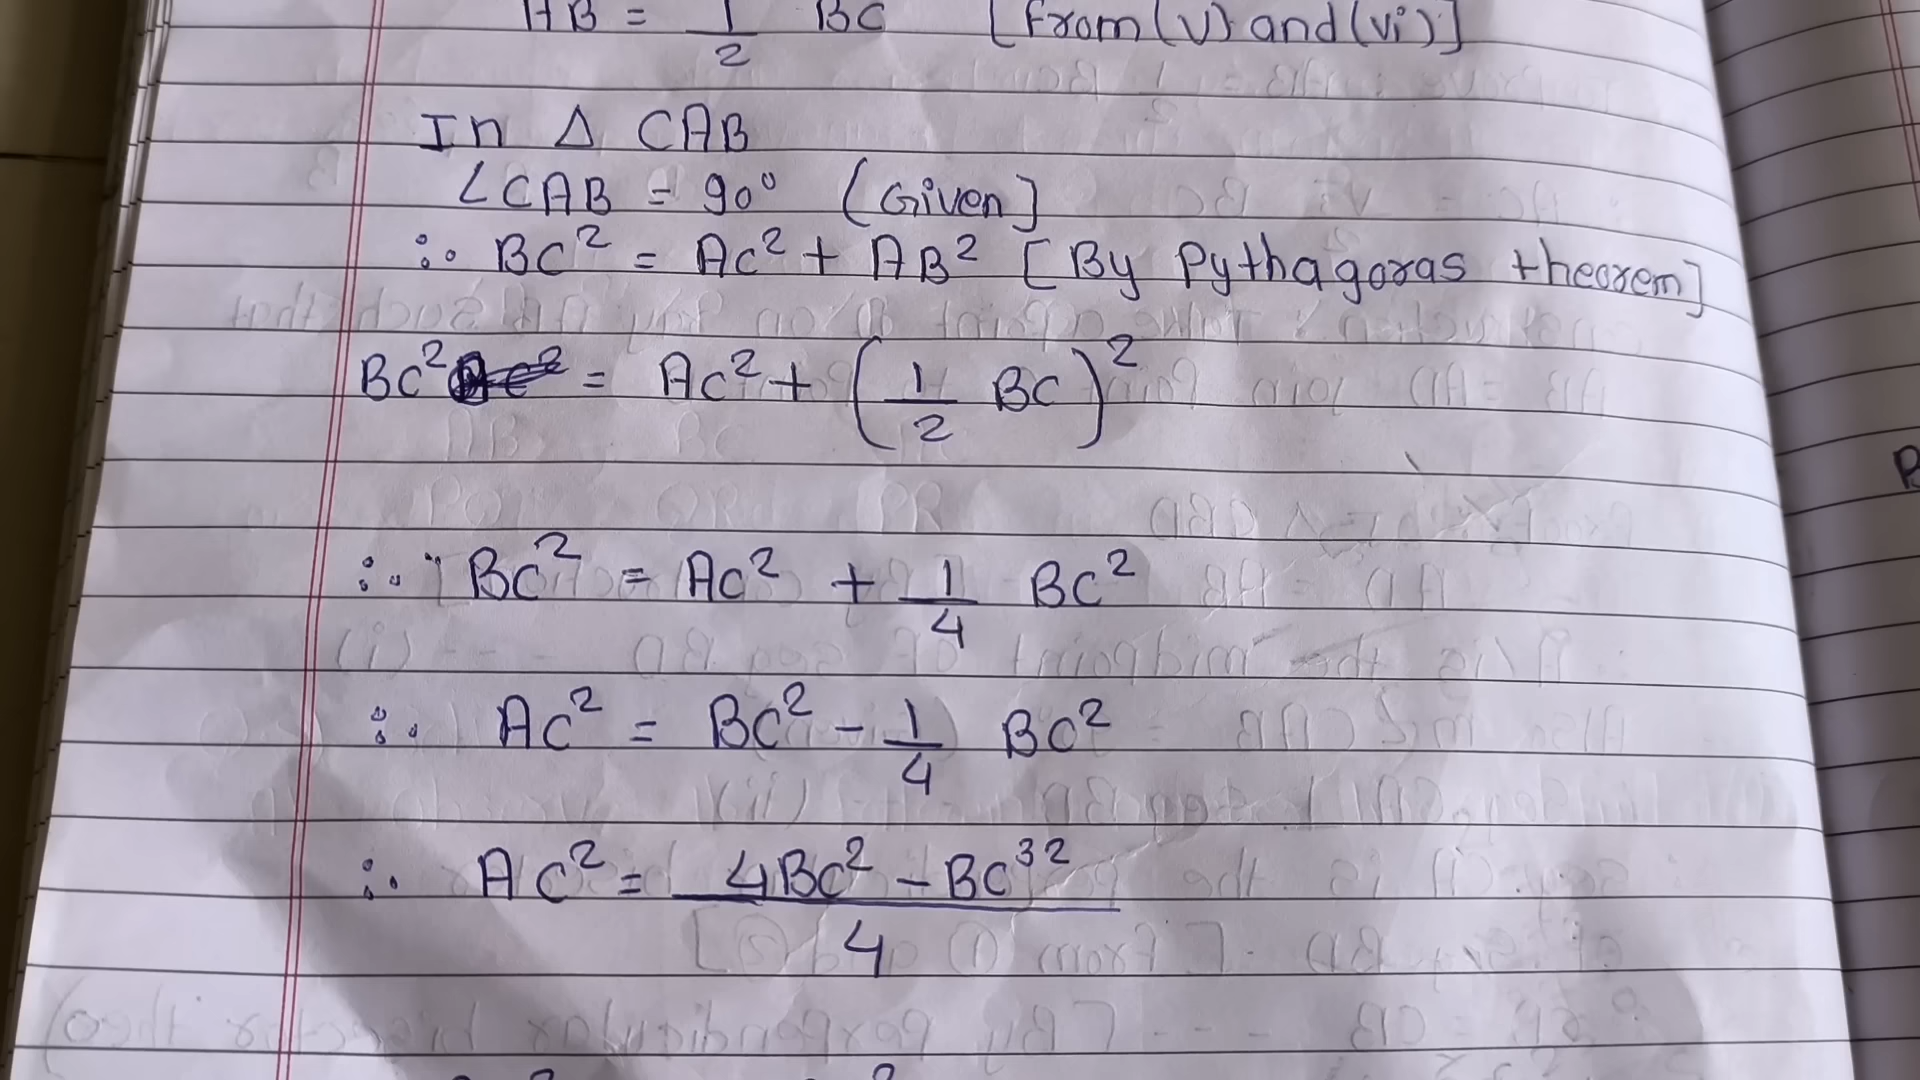 AB = 1/2 BC [From (v) and (vi)]
In Δ CAB
∠CAB = 90° (Given]
∴ BC² = AC² + AB² [By Pythagoras theorem]
BC² = AC² + (1/2 BC)²
∴ BC² = AC² + 1/4 BC²
∴ AC² = BC² - 1/4 BC²
∴ AC² = 4BC² - BC³² / 4